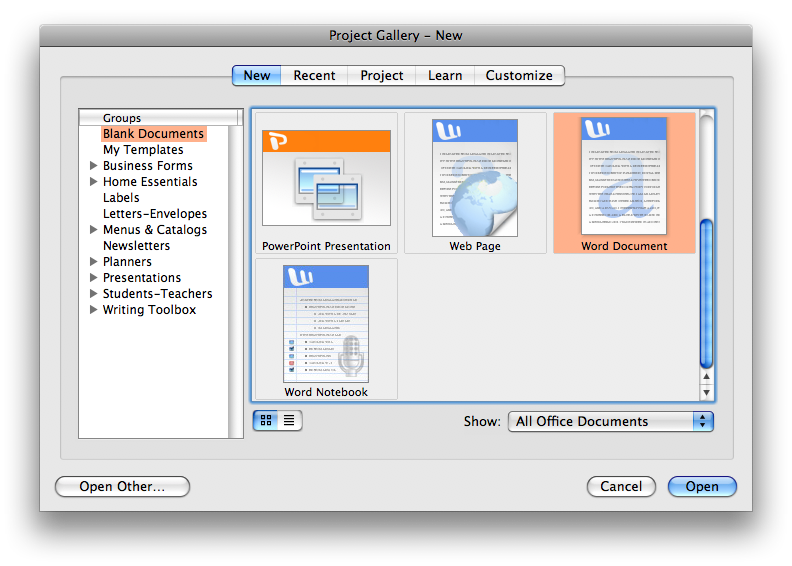 Project Gallery – New
New Recent Project Learn Customize
Groups
Blank Documents
My Templates
Business Forms
Home Essentials
Labels
Letters-Envelopes
Menus & Catalogs
Newsletters
Planners
Presentations
Students-Teachers
Writing Toolbox
PowerPoint Presentation
Web Page
Word Document
Word Notebook
Show: All Office Documents
Open Other...
Cancel
Open